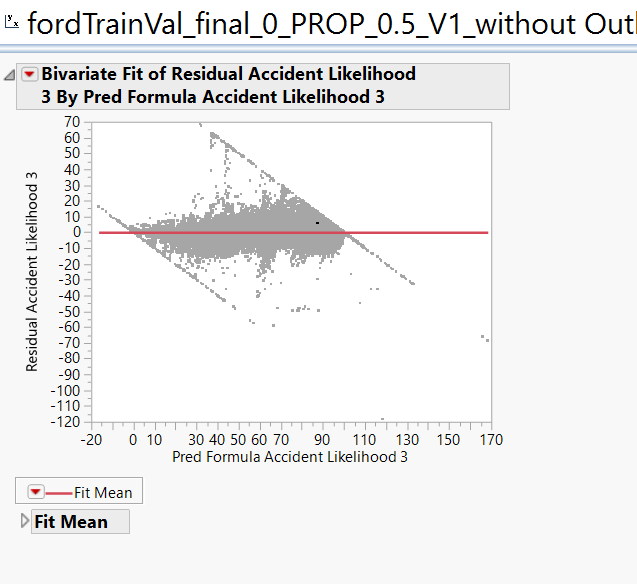 fordTrainVal_final_0_PROP_0.5_V1_without
Bivariate Fit of Residual Accident Likelihood
3 By Pred Formula Accident Likelihood 3
Residual Accident Likelihood 3
70
60
50
40
30
20
10
0
-10
-20
-30
-40
-50
-60
-70
-80
-90
-100
-110
-120
-20 0 10 30 40 50 60 70 90 110 130 150 170
Pred Formula Accident Likelihood 3
Fit Mean
Fit Mean